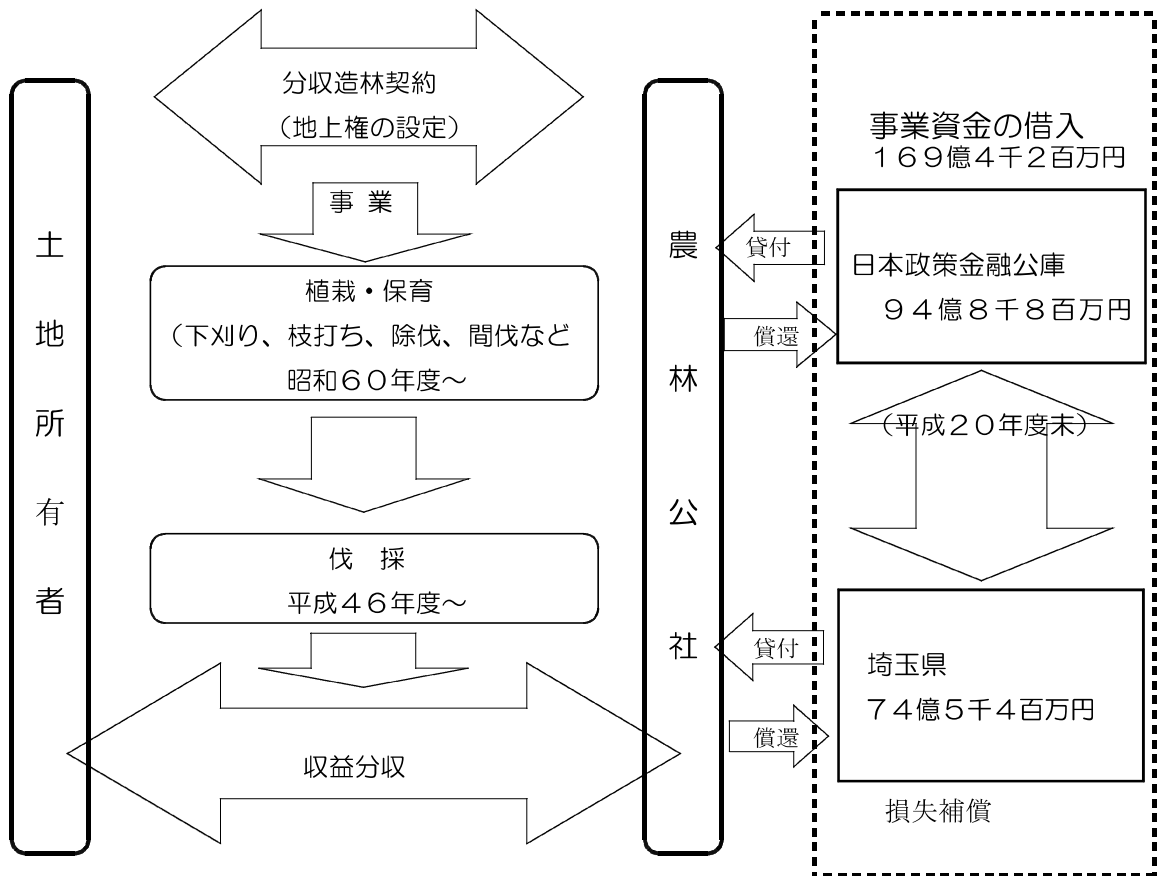 分収造林契約
(地上権の設定)
事 業
植栽・保育
(下刈り、枝打ち、除伐、間伐など
昭和60年度~
伐 採
平成46年度~
収益分収
土地所有者
農林公社
貸付
償還
貸付
償還
事業資金の借入
169億4千2百万円
日本政策金融公庫
94億8千8百万円
(平成20年度末)
埼玉県
74億5千4百万円
損失補償